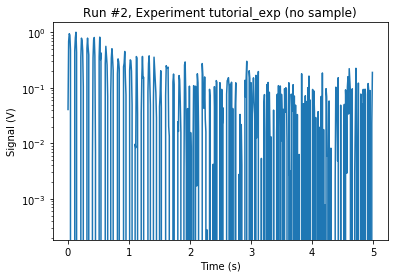 Run #2, Experiment tutorial_exp (no sample)
10⁰
10⁻¹
10⁻²
10⁻³
Signal (V)
0 1 2 3 4 5
Time (s)